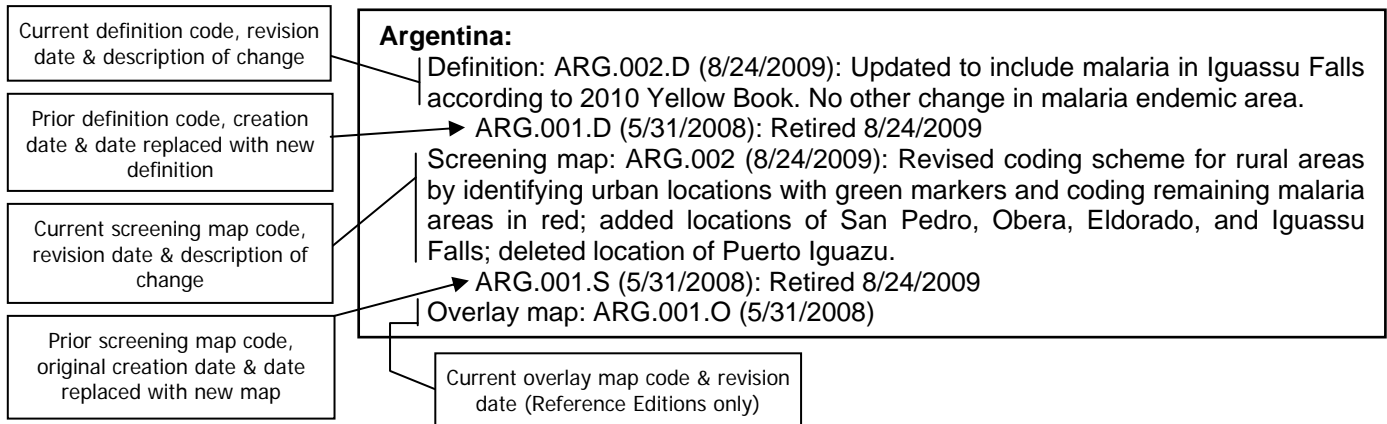 Current definition code, revision
date & description of change
Prior definition code, creation
date & date replaced with new
definition
Current screening map code,
revision date & description of
change
Prior screening map code,
original creation date & date
replaced with new map
Argentina:
Definition: ARG.002.D (8/24/2009): Updated to include malaria in Iguassu Falls
according to 2010 Yellow Book. No other change in malaria endemic area.
ARG.001.D (5/31/2008): Retired 8/24/2009
Screening map: ARG.002 (8/24/2009): Revised coding scheme for rural areas
by identifying urban locations with green markers and coding remaining malaria
areas in red; added locations of San Pedro, Obera, Eldorado, and Iguassu
Falls; deleted location of Puerto Iguazu.
ARG.001.S (5/31/2008): Retired 8/24/2009
Overlay map: ARG.001.O (5/31/2008)
Current overlay map code & revision
date (Reference Editions only)